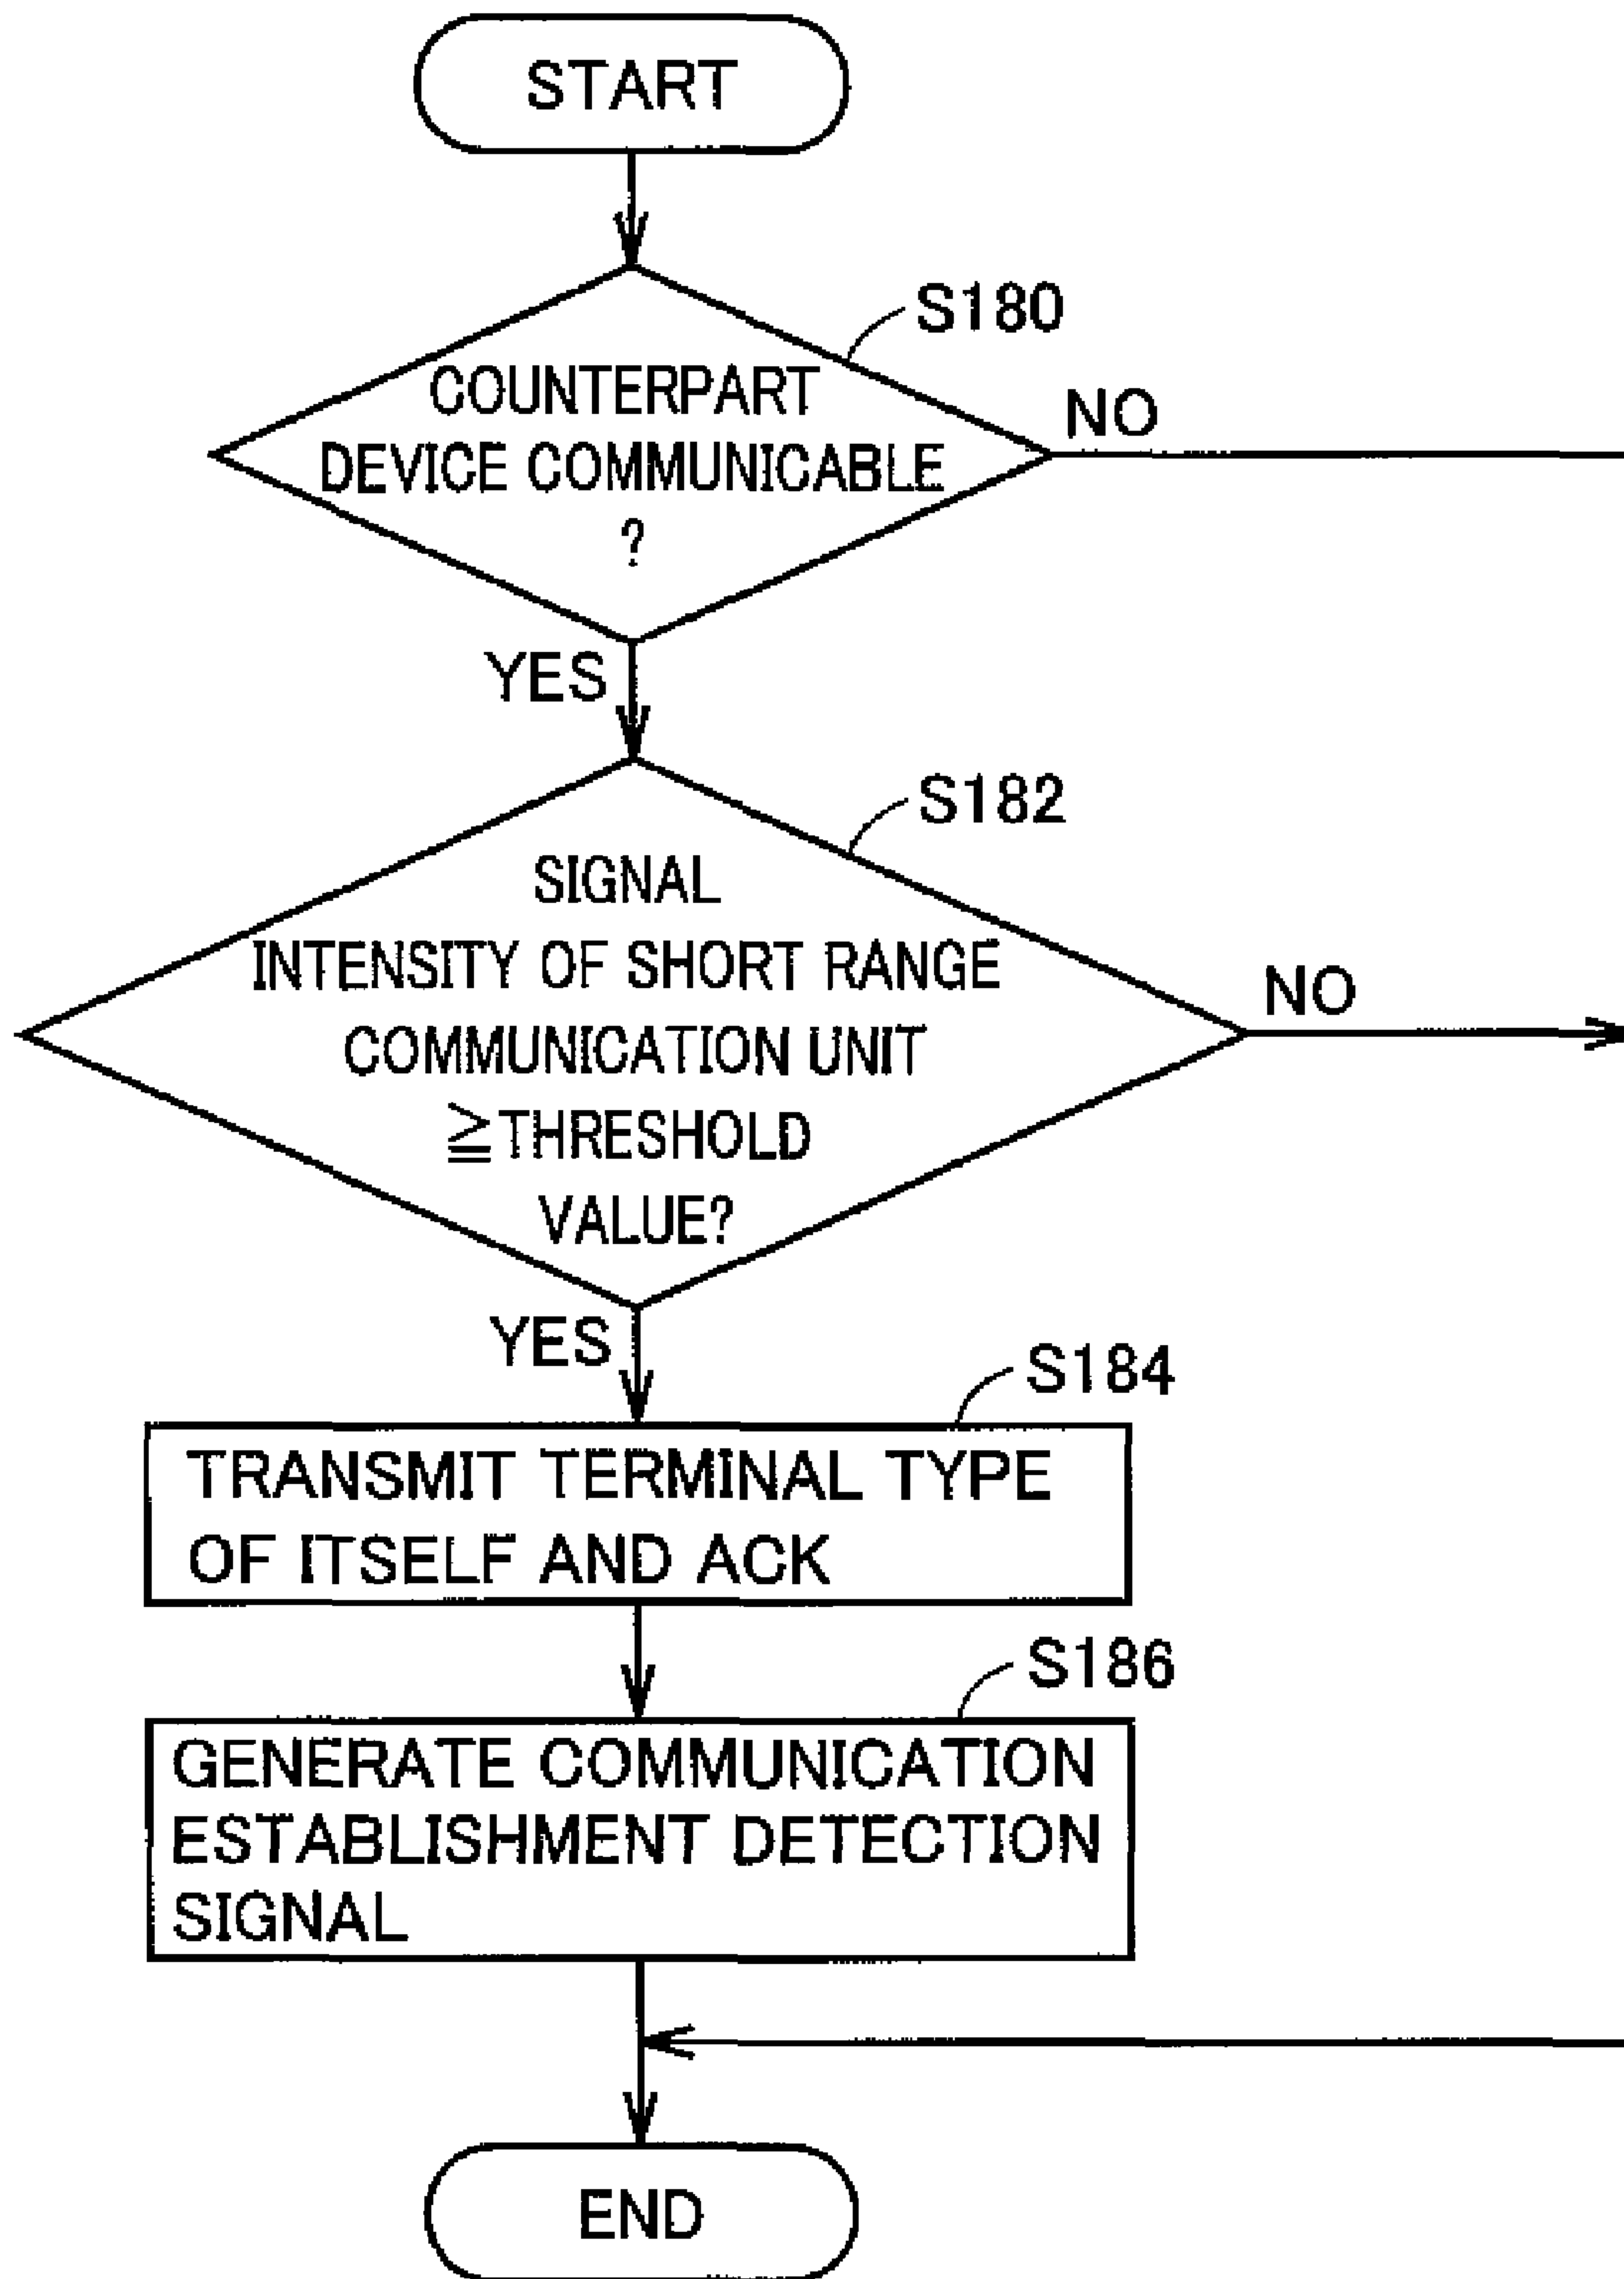 START
S180
COUNTERPART
DEVICE COMMUNICABLE
?
NO
YES
S182
SIGNAL
INTENSITY OF SHORT RANGE
COMMUNICATION UNIT
≧THRESHOLD
VALUE?
NO
YES
S184
TRANSMIT TERMINAL TYPE
OF ITSELF AND ACK
S186
GENERATE COMMUNICATION
ESTABLISHMENT DETECTION
SIGNAL
END